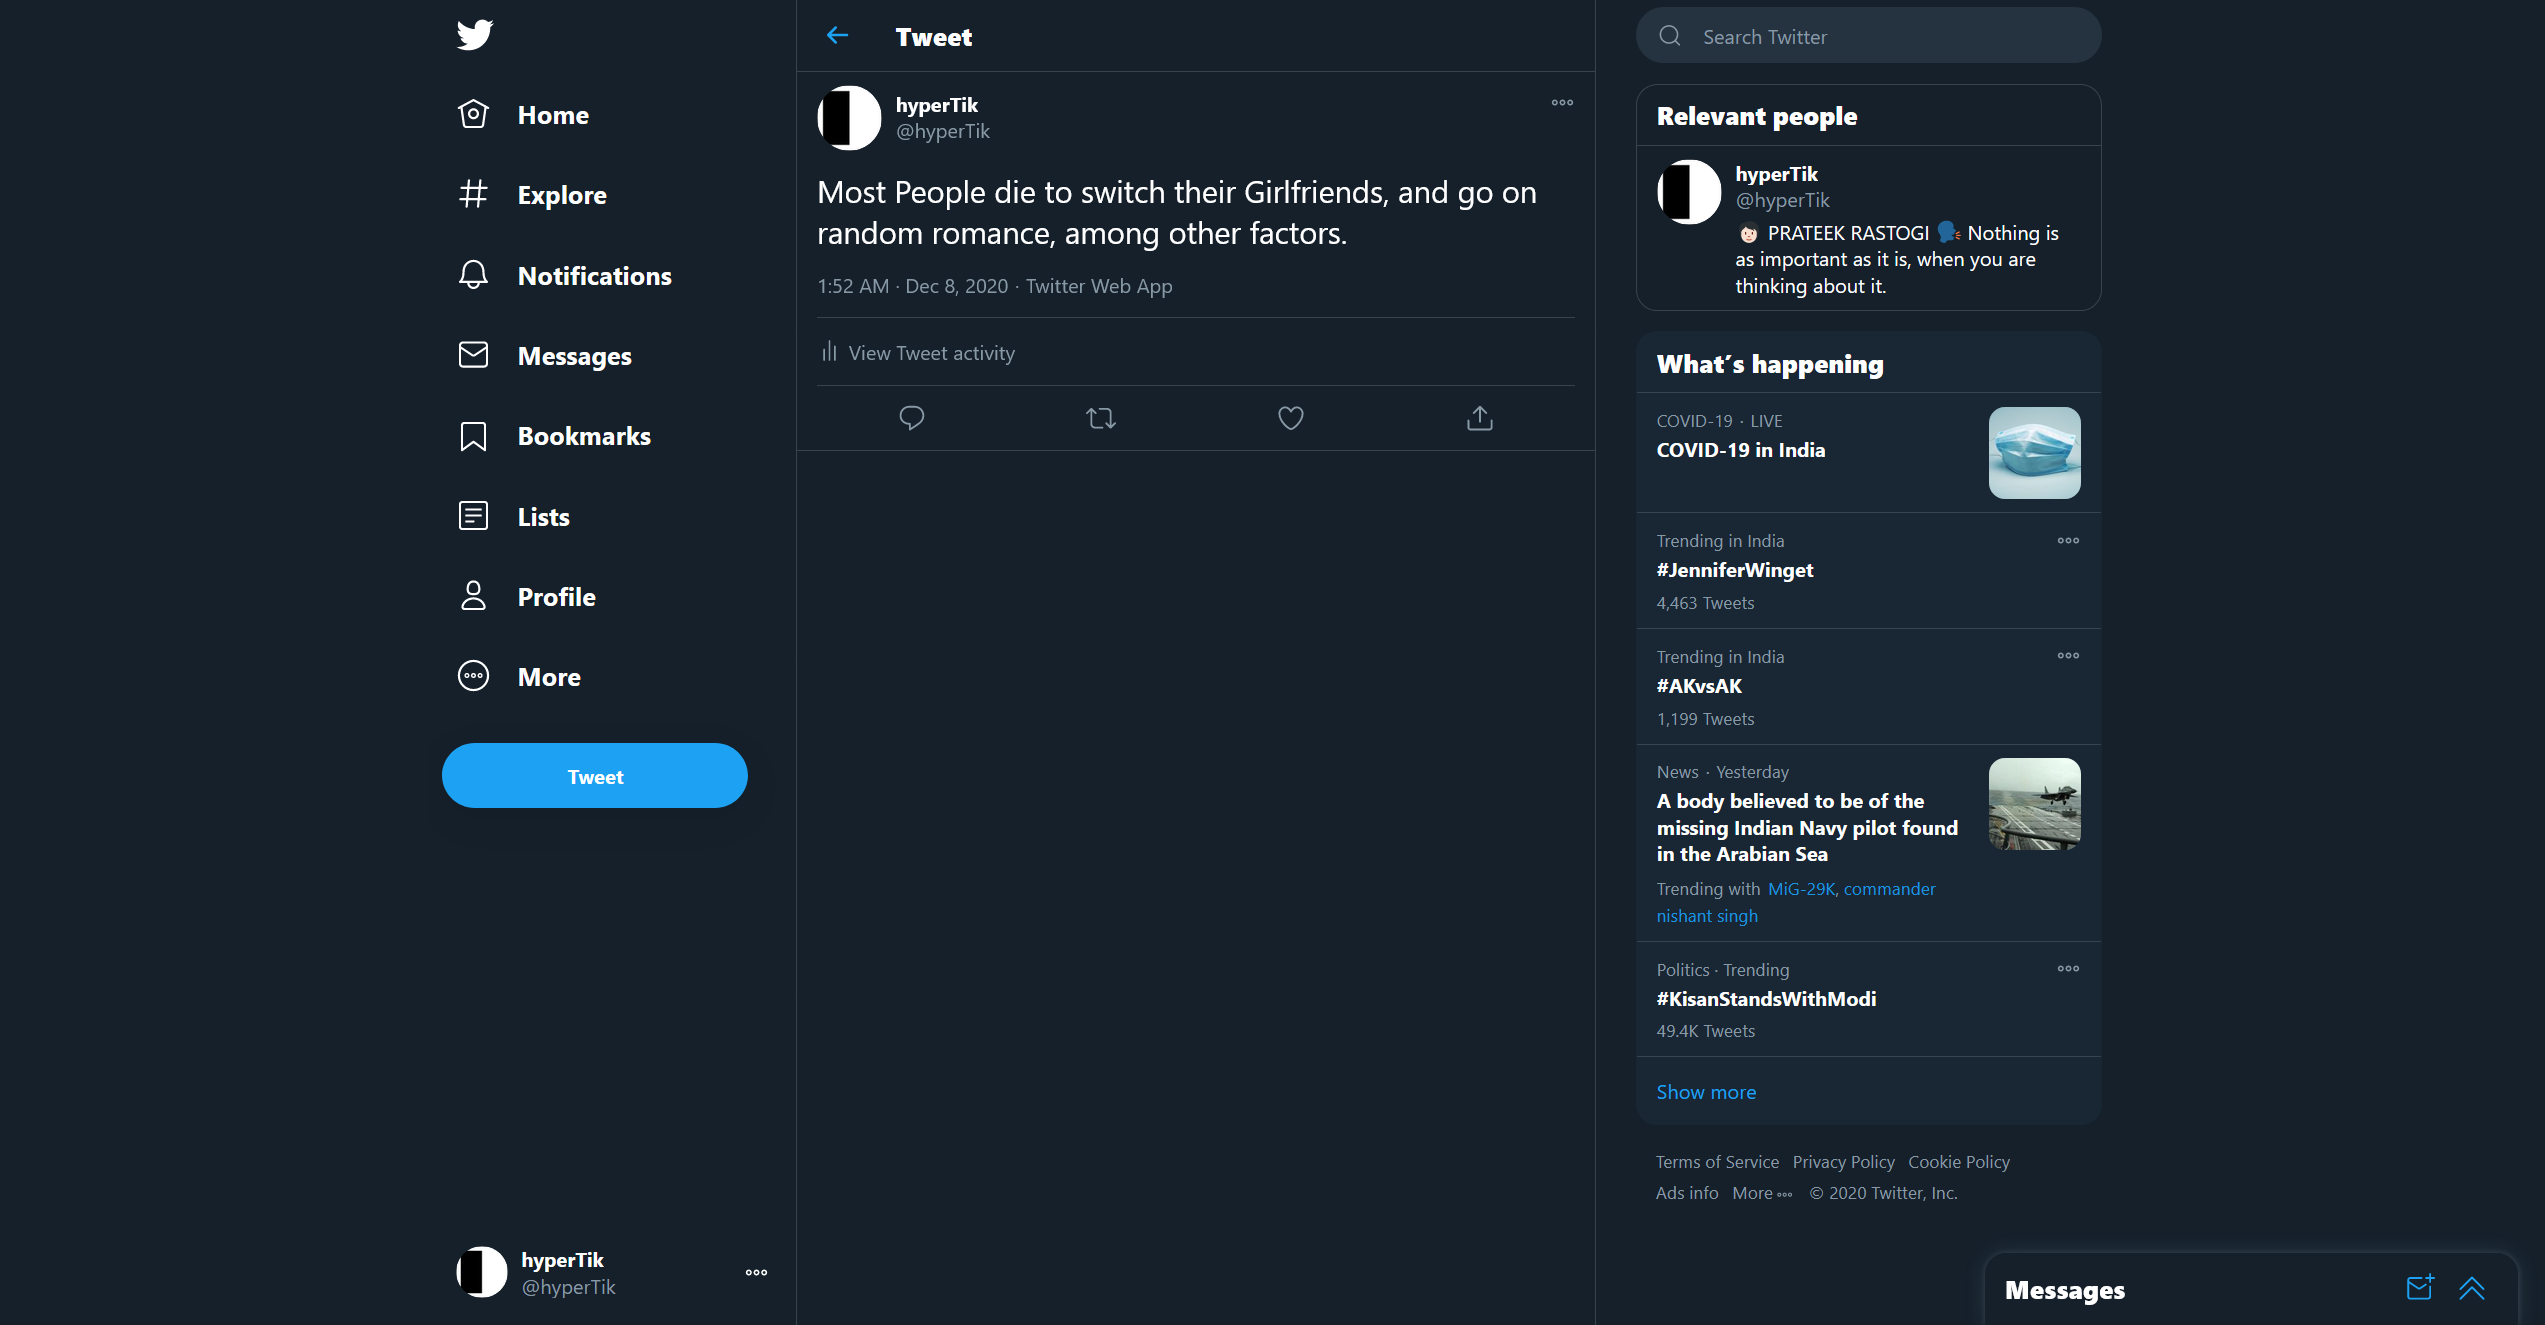 Home
Explore
Notifications
Messages
Bookmarks
Lists
Profile
More
Tweet
hyperTik
@hyperTik
Tweet
hyperTik
@hyperTik
Most People die to switch their Girlfriends, and go on
random romance, among other factors.
1:52 AM · Dec 8, 2020 · Twitter Web App
View Tweet activity
Search Twitter
Relevant people
hyperTik
@hyperTik
PRATEEK RASTOGI Nothing is
as important as it is, when you are
thinking about it.
What's happening
COVID-19 · LIVE
COVID-19 in India
Trending in India
#JenniferWinget
4,463 Tweets
Trending in India
#AKvsAK
1,199 Tweets
News · Yesterday
A body believed to be of the
missing Indian Navy pilot found
in the Arabian Sea
Trending with MiG-29K, commander
nishant singh
Politics · Trending
#KisanStandsWithModi
49.4K Tweets
Show more
Terms of Service Privacy Policy Cookie Policy
Ads info More © 2020 Twitter, Inc.
Messages